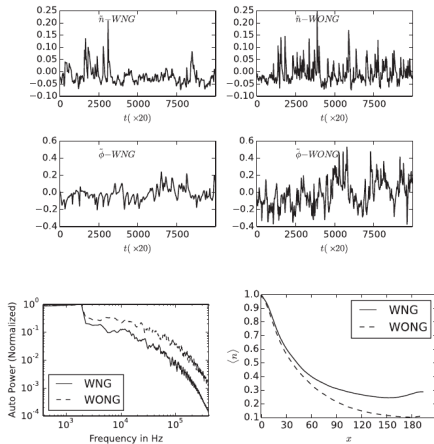 0.25 0.20 0.15 0.10 0.05 0.00 −0.05 −0.10
ñ−WNG
0 2500 5000 7500
t(×20)
0.25 0.20 0.15 0.10 0.05 0.00 −0.05 −0.10
ñ−WONG
0 2500 5000 7500
t(×20)
0.6 0.4 0.2 0.0 −0.2 −0.4
ϕ̃−WNG
0 2500 5000 7500
t(×20)
0.6 0.4 0.2 0.0 −0.2 −0.4
ϕ̃−WONG
0 2500 5000 7500
t(×20)
Auto Power (Normalized)
10⁰ 10⁻¹ 10⁻² 10⁻³ 10⁻⁴
WNG
WONG
10³ 10⁴ 10⁵
Frequency in Hz
⟨n⟩
1.0 0.9 0.8 0.7 0.6 0.5 0.4 0.3 0.2 0.1
WNG
WONG
0 30 60 90 120 150 180
x